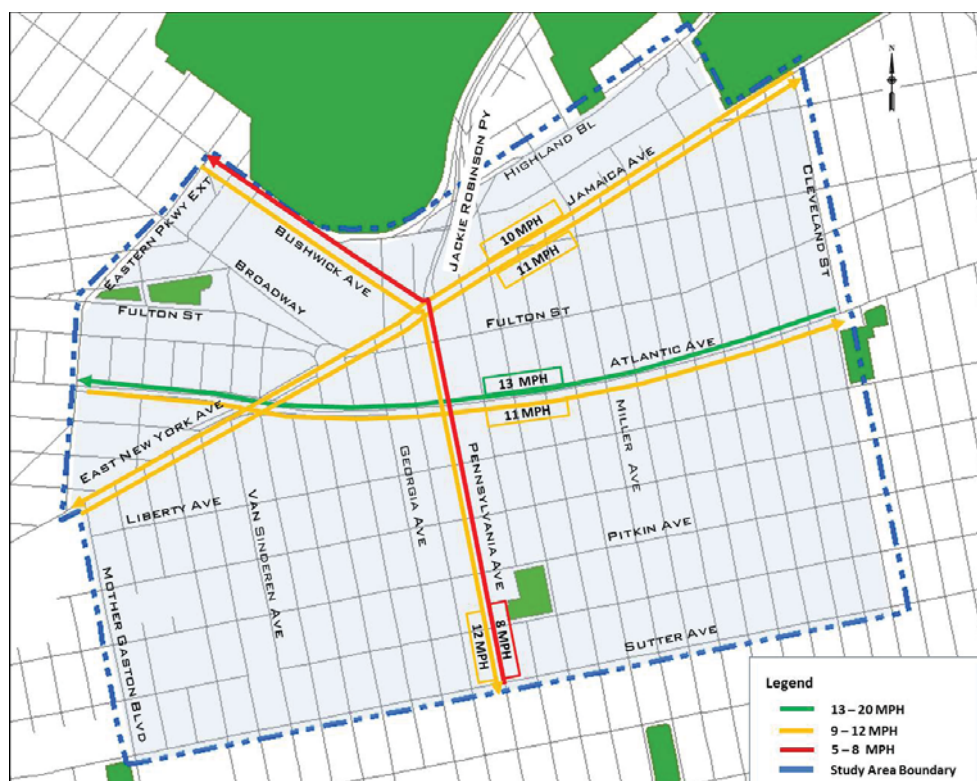 N
JACKIE ROBINSON PY
HIGHLAND BL
JAMAICA AVE
CLEVELAND ST
EASTERN PKWY EXT
BUSHWICK AVE
BROADWAY
10 MPH
11 MPH
FULTON ST
FULTON ST
ATLANTIC AVE
13 MPH
11 MPH
EAST NEW YORK AVE
GEORGIA AVE
PENNSYLVANIA AVE
MILLER AVE
LIBERTY AVE
VAN SINDEREN AVE
PITKIN AVE
MOTHER GASTON BLVD
12 MPH
8 MPH
SUTTER AVE
Legend
13 – 20 MPH
9 – 12 MPH
5 – 8 MPH
Study Area Boundary